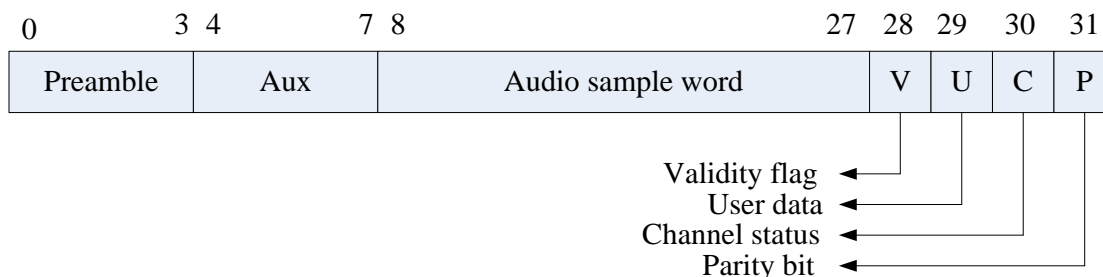 0 3 4 7 8 27 28 29 30 31
Preamble Aux Audio sample word V U C P
Validity flag
User data
Channel status
Parity bit